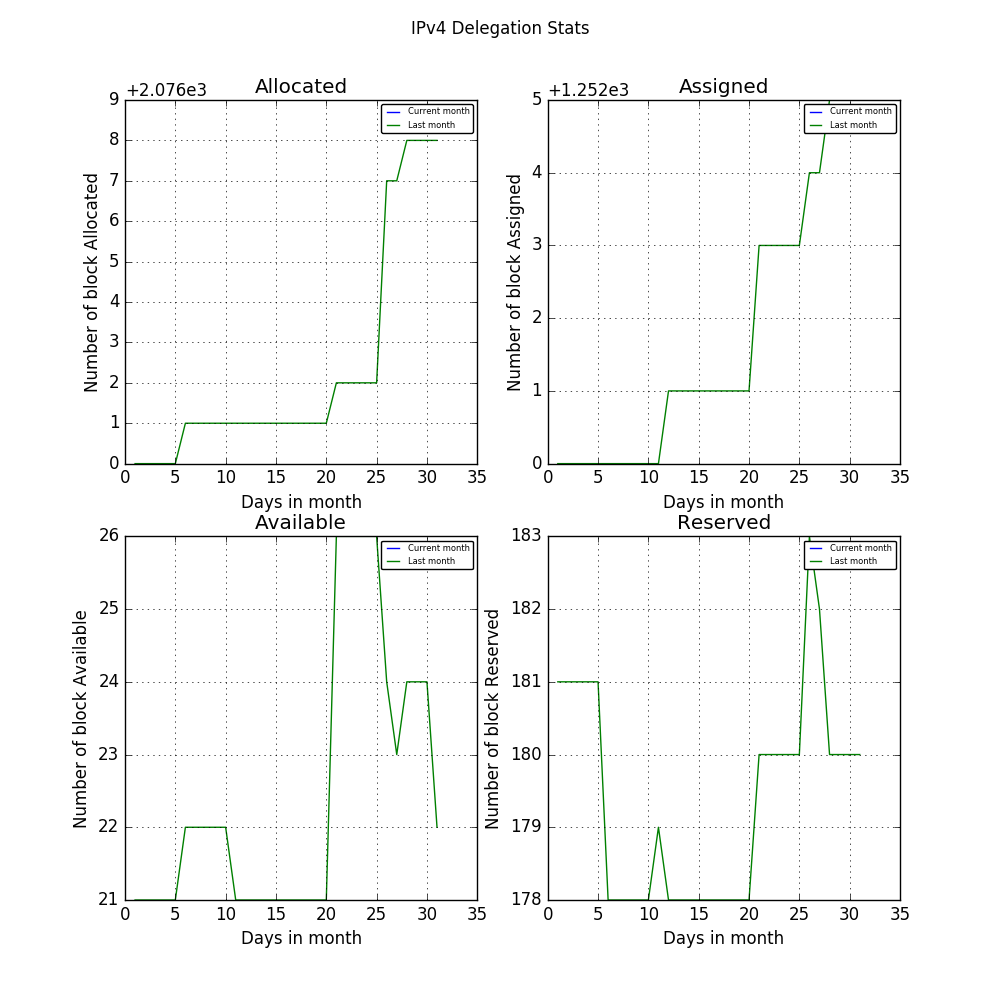 IPv4 Delegation Stats
+2.076e3
Allocated
Current month
Last month
9
8
7
6
5
4
3
2
1
0
Number of block Allocated
0 5 10 15 20 25 30 35
Days in month
+1.252e3
Assigned
Current month
Last month
5
4
3
2
1
0
Number of block Assigned
0 5 10 15 20 25 30 35
Days in month
Available
Current month
Last month
26
25
24
23
22
21
Number of block Available
0 5 10 15 20 25 30 35
Days in month
Reserved
Current month
Last month
183
182
181
180
179
178
Number of block Reserved
0 5 10 15 20 25 30 35
Days in month